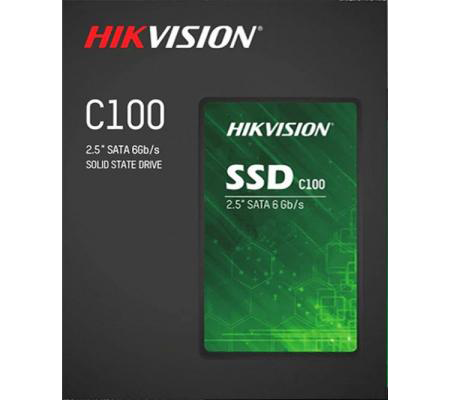 HIKVISION
C100
2.5" SATA 6Gb/s
SOLID STATE DRIVE
HIKVISION
SSD C100
2.5" SATA 6 Gb/s